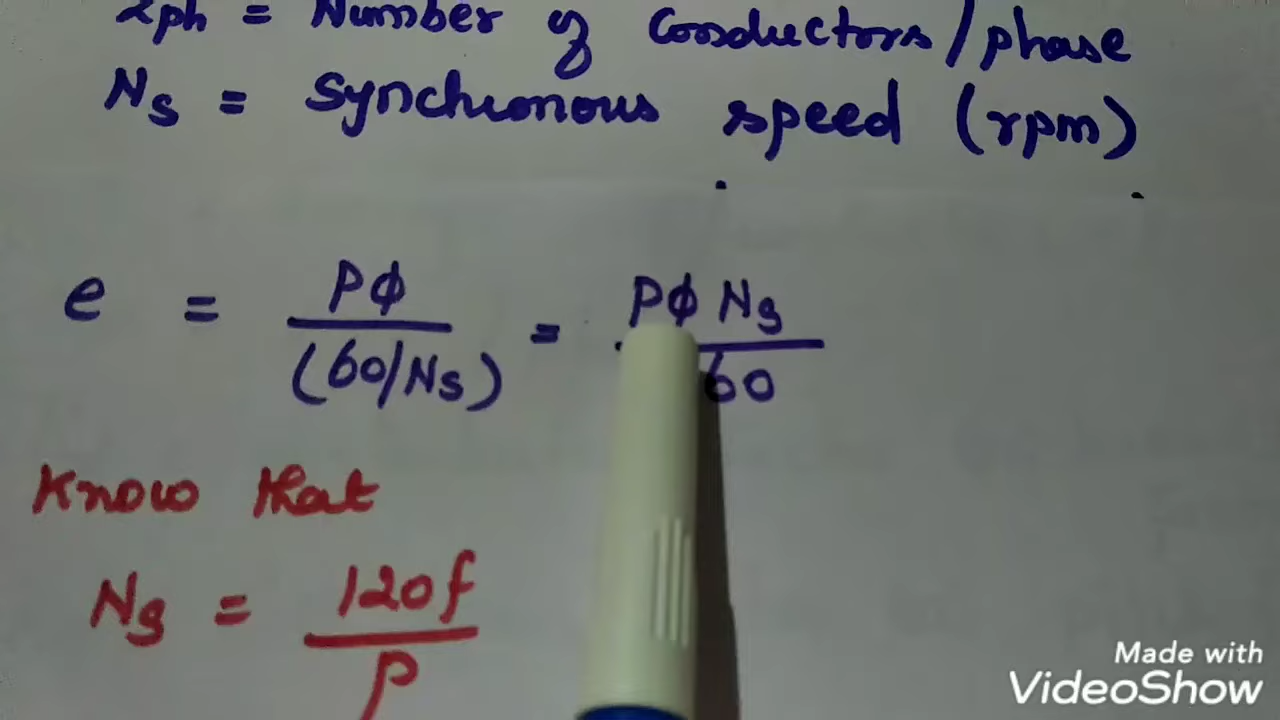 Zph = Number of Conductors/phase
Ns = Synchronous speed (rpm)
e = Pϕ / (60/Ns) = PϕNs / 60
Know that
Ns = 120f / P
Made with
VideoShow